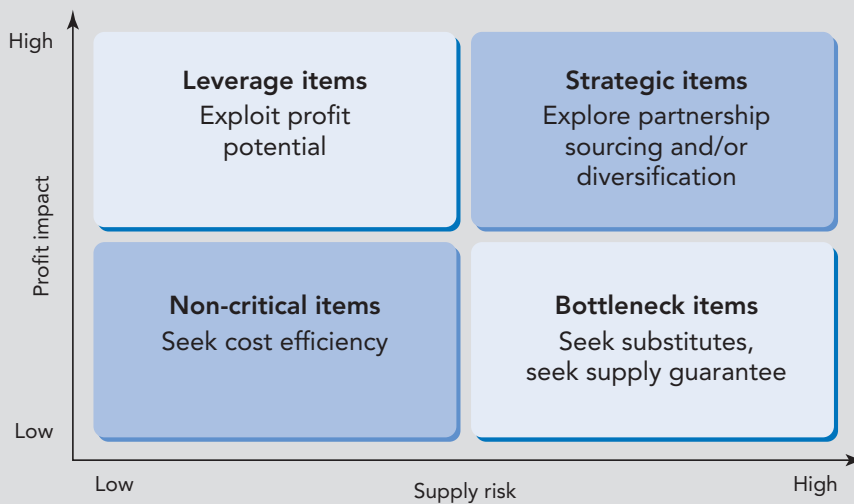 High
Leverage items
Exploit profit
potential
Strategic items
Explore partnership
sourcing and/or
diversification
Profit impact
Non-critical items
Seek cost efficiency
Bottleneck items
Seek substitutes,
seek supply guarantee
Low
Low
Supply risk
High